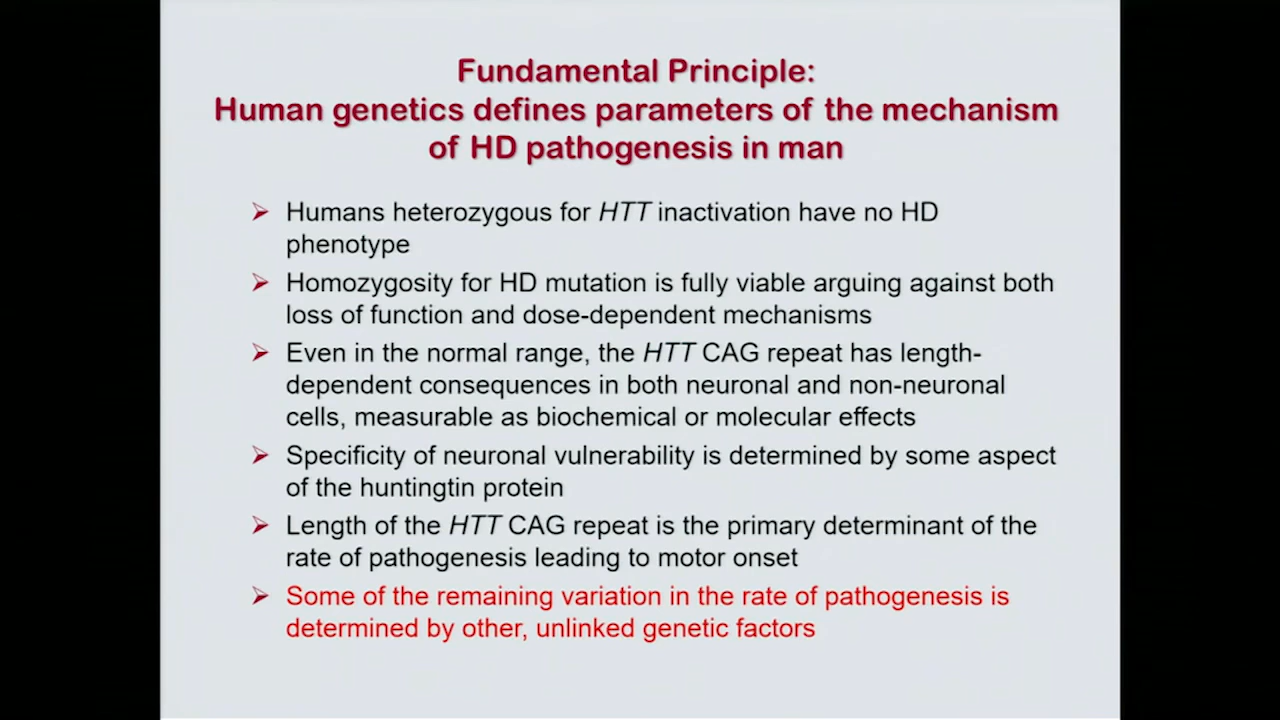 Fundamental Principle:
Human genetics defines parameters of the mechanism
of HD pathogenesis in man
➢ Humans heterozygous for HTT inactivation have no HD
phenotype
➢ Homozygosity for HD mutation is fully viable arguing against both
loss of function and dose-dependent mechanisms
➢ Even in the normal range, the HTT CAG repeat has length-
dependent consequences in both neuronal and non-neuronal
cells, measurable as biochemical or molecular effects
➢ Specificity of neuronal vulnerability is determined by some aspect
of the huntingtin protein
➢ Length of the HTT CAG repeat is the primary determinant of the
rate of pathogenesis leading to motor onset
➢ Some of the remaining variation in the rate of pathogenesis is
determined by other, unlinked genetic factors